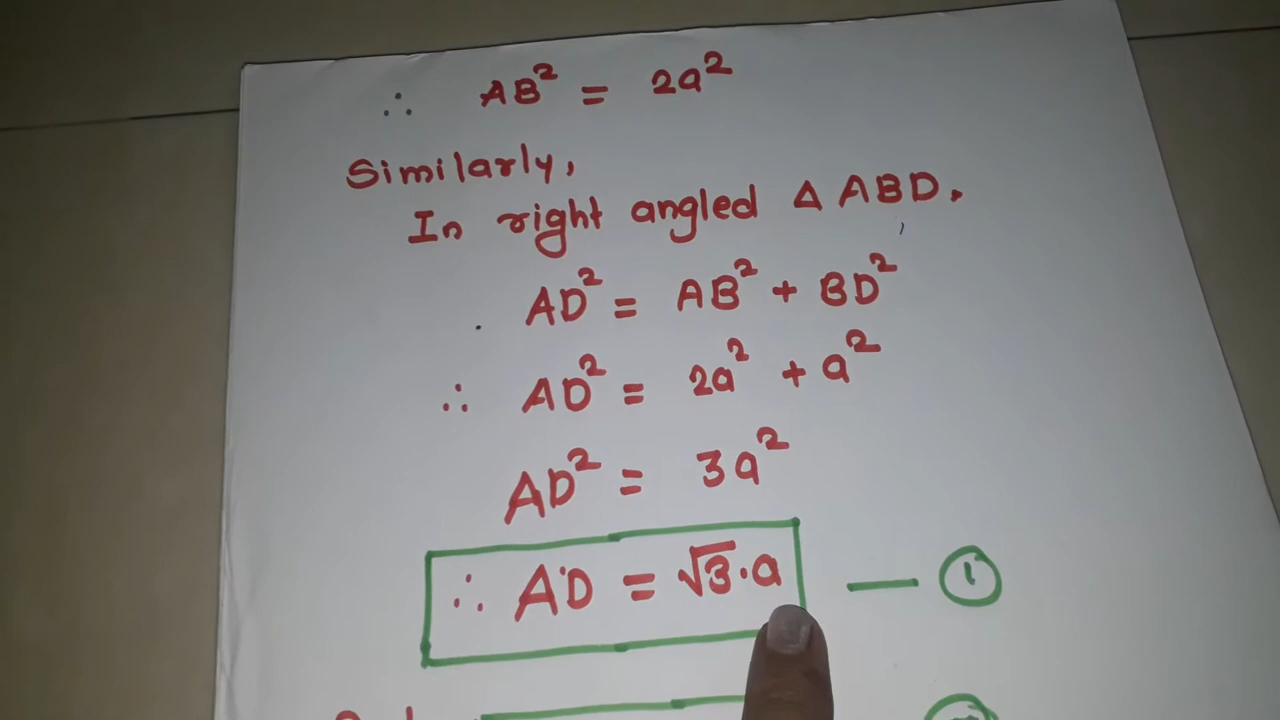 ∴ AB² = 2a²
Similarly,
In right angled △ ABD.
AD² = AB² + BD²
∴ AD² = 2a² + a²
AD² = 3a²
∴ AD = √3·a — ①